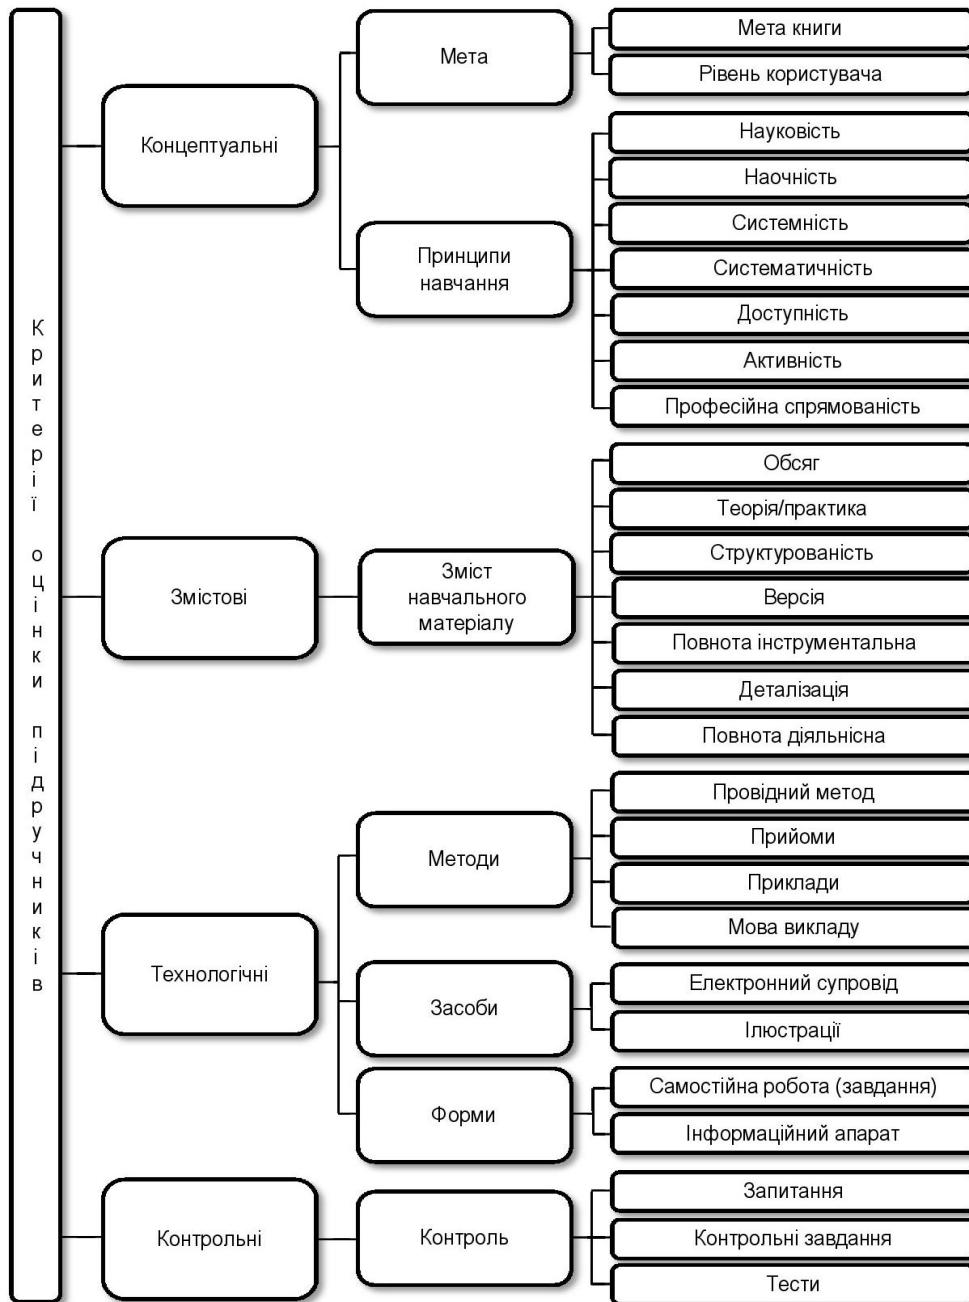 Критерії оцінки підручників
Концептуальні
Мета
Мета книги
Рівень користувача
Принципи
навчання
Науковість
Наочність
Системність
Систематичність
Доступність
Активність
Професійна спрямованість
Змістові
Зміст
навчального
матеріалу
Обсяг
Теорія/практика
Структурованість
Версія
Повнота інструментальна
Деталізація
Повнота діяльнісна
Технологічні
Методи
Провідний метод
Прийоми
Приклади
Мова викладу
Засоби
Електронний супровід
Ілюстрації
Форми
Самостійна робота (завдання)
Інформаційний апарат
Контрольні
Контроль
Запитання
Контрольні завдання
Тести